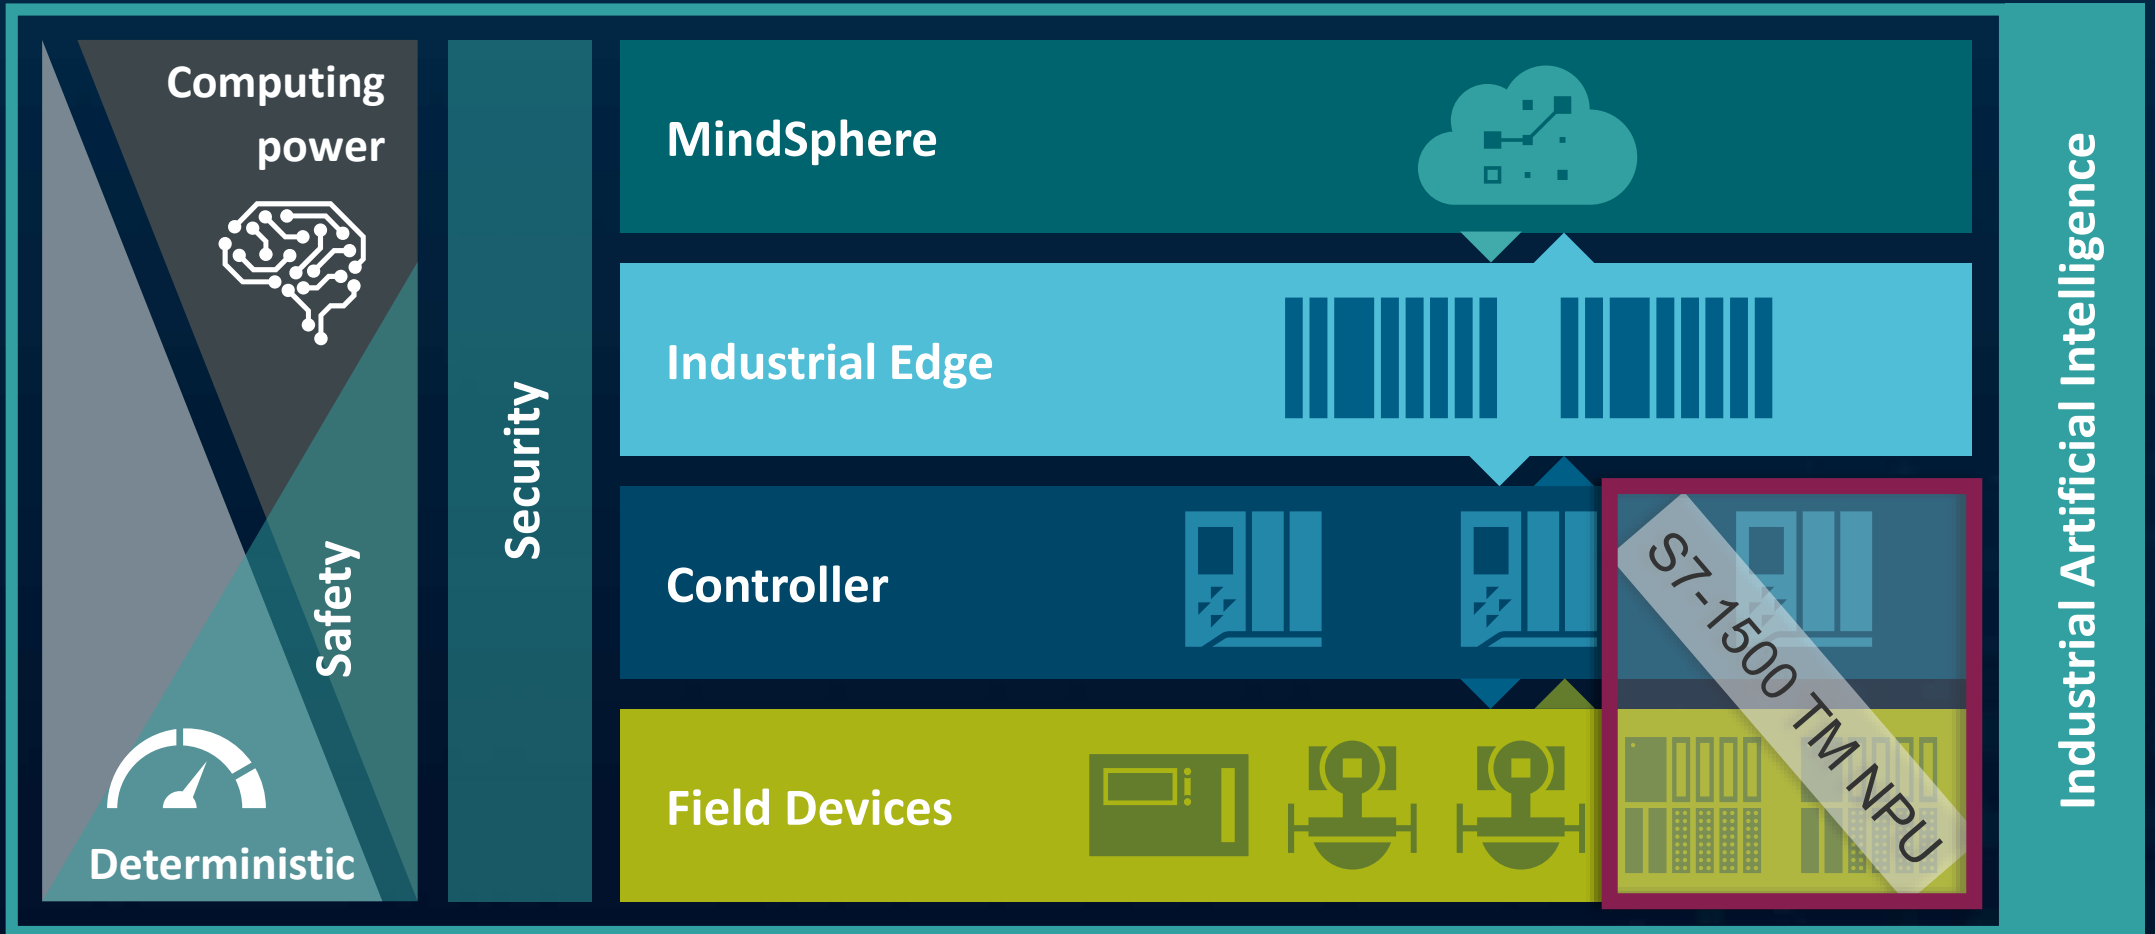 Computing
power
Safety
Deterministic
Security
MindSphere
Industrial Edge
Controller
Field Devices
S7-1500 TM NPU
Industrial Artificial Intelligence